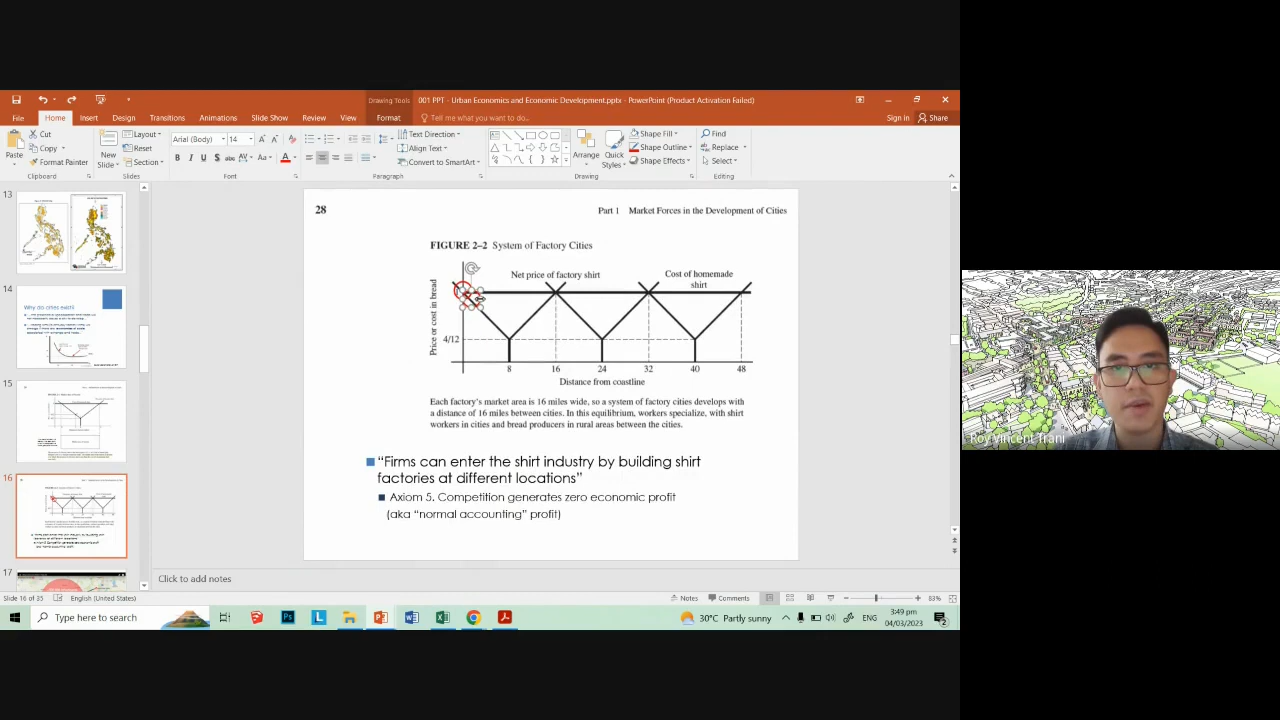 Drawing Tools
001 PPT - Urban Economics and Economic Development.pptx - PowerPoint (Product Activation Failed)
File Home Insert Design Transitions Animations Slide Show Review View Format Tell me what you want to do... Sign in Share
Paste
Cut
Copy
Format Painter
Clipboard
New Slide
Layout
Reset
Section
Slides
Arial (Body) 14
B I U S abc AV Aa A
Font
Text Direction
Align Text
Convert to SmartArt
Paragraph
Arrange
Quick Styles
Shape Fill
Shape Outline
Shape Effects
Drawing
Find
Replace
Select
Editing
13
14
Why do cities exist?
15
16
17
28
Part 1 Market Forces in the Development of Cities
FIGURE 2–2 System of Factory Cities
Net price of factory shirt
Cost of homemade shirt
Price or cost in bread
4/12
8 16 24 32 40 48
Distance from coastline
Each factory's market area is 16 miles wide, so a system of factory cities develops with
a distance of 16 miles between cities. In this equilibrium, workers specialize, with shirt
workers in cities and bread producers in rural areas between the cities.
“Firms can enter the shirt industry by building shirt
factories at different locations”
Axiom 5. Competition generates zero economic profit
(aka “normal accounting” profit)
Click to add notes
Slide 16 of 35 English (United States) Notes Comments 83%
Type here to search
30°C Partly sunny
ENG
3:49 pm
04/03/2023
2
Roy Vincent Trani